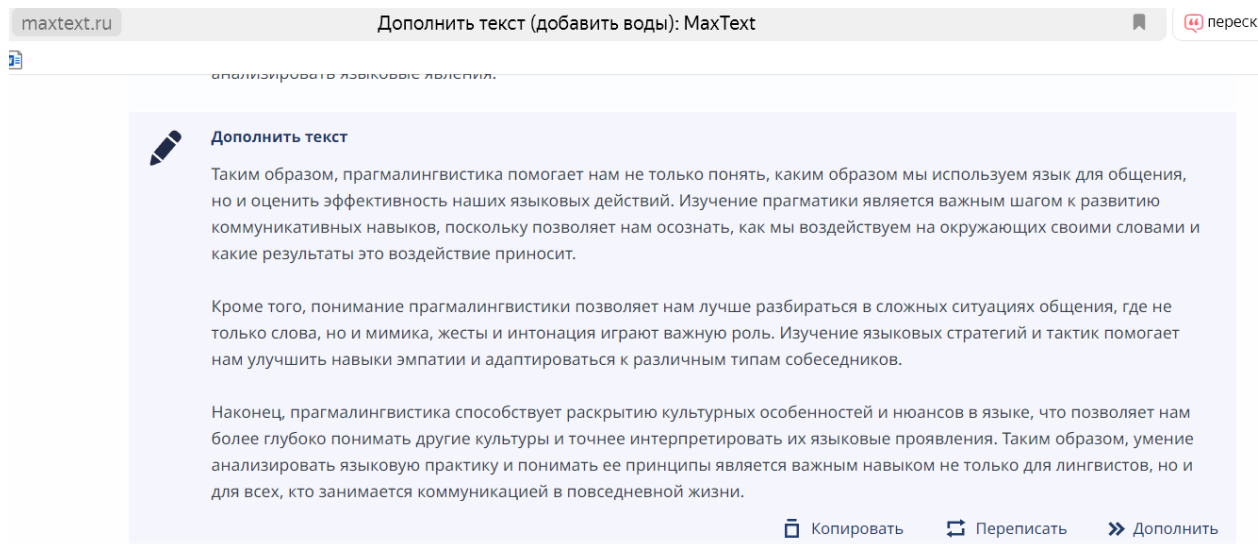 maxtext.ru
Дополнить текст (добавить воды): MaxText
переск
анализировать языковые явления.
Дополнить текст
Таким образом, прагмалингвистика помогает нам не только понять, каким образом мы используем язык для общения,
но и оценить эффективность наших языковых действий. Изучение прагматики является важным шагом к развитию
коммуникативных навыков, поскольку позволяет нам осознать, как мы воздействуем на окружающих своими словами и
какие результаты это воздействие приносит.
Кроме того, понимание прагмалингвистики позволяет нам лучше разбираться в сложных ситуациях общения, где не
только слова, но и мимика, жесты и интонация играют важную роль. Изучение языковых стратегий и тактик помогает
нам улучшить навыки эмпатии и адаптироваться к различным типам собеседников.
Наконец, прагмалингвистика способствует раскрытию культурных особенностей и нюансов в языке, что позволяет нам
более глубоко понимать другие культуры и точнее интерпретировать их языковые проявления. Таким образом, умение
анализировать языковую практику и понимать ее принципы является важным навыком не только для лингвистов, но и
для всех, кто занимается коммуникацией в повседневной жизни.
Копировать
Переписать
Дополнить